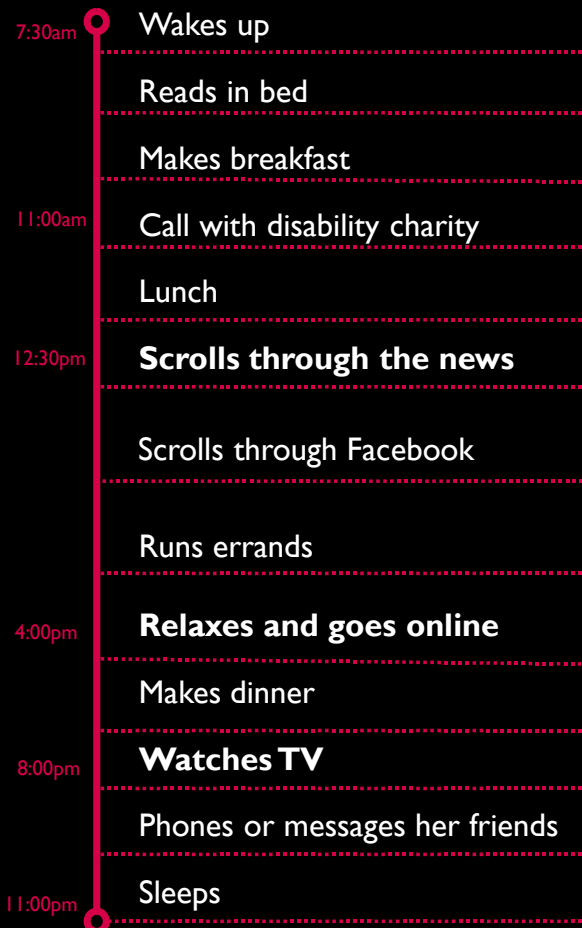 7:30am Wakes up
Reads in bed
Makes breakfast
11:00am Call with disability charity
Lunch
12:30pm Scrolls through the news
Scrolls through Facebook
Runs errands
4:00pm Relaxes and goes online
Makes dinner
8:00pm Watches TV
Phones or messages her friends
11:00pm Sleeps